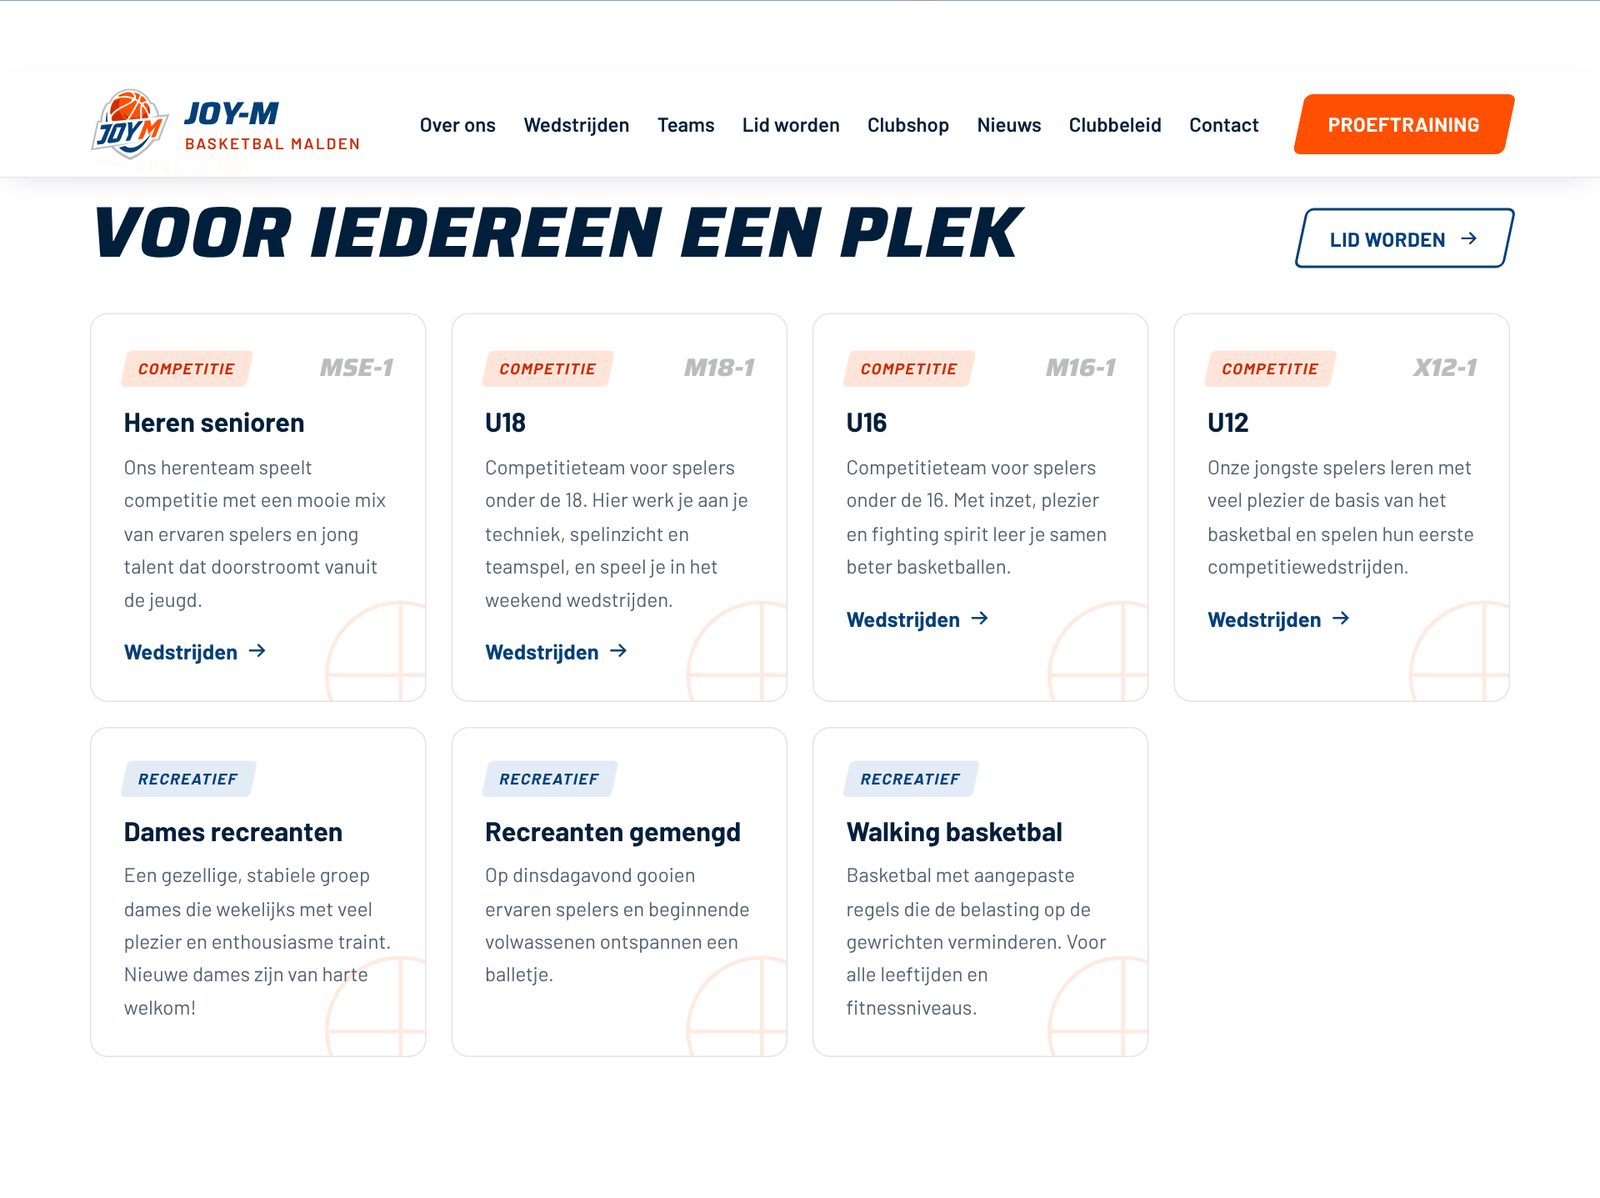 JOY-M
BASKETBAL MALDEN
JOYM
Over ons
Wedstrijden
Teams
Lid worden
Clubshop
Nieuws
Clubbeleid
Contact
PROEFTRAINING
VOOR IEDEREEN EEN PLEK
LID WORDEN →
COMPETITIE
MSE-1
Heren senioren
Ons herenteam speelt
competitie met een mooie mix
van ervaren spelers en jong
talent dat doorstroomt vanuit
de jeugd.
Wedstrijden →
COMPETITIE
M18-1
U18
Competitieteam voor spelers
onder de 18. Hier werk je aan je
techniek, spelinzicht en
teamspel, en speel je in het
weekend wedstrijden.
Wedstrijden →
COMPETITIE
M16-1
U16
Competitieteam voor spelers
onder de 16. Met inzet, plezier
en fighting spirit leer je samen
beter basketballen.
Wedstrijden →
COMPETITIE
X12-1
U12
Onze jongste spelers leren met
veel plezier de basis van het
basketbal en spelen hun eerste
competitiewedstrijden.
Wedstrijden →
RECREATIEF
Dames recreanten
Een gezellige, stabiele groep
dames die wekelijks met veel
plezier en enthousiasme traint.
Nieuwe dames zijn van harte
welkom!
RECREATIEF
Recreanten gemengd
Op dinsdagavond gooien
ervaren spelers en beginnende
volwassenen ontspannen een
balletje.
RECREATIEF
Walking basketbal
Basketbal met aangepaste
regels die de belasting op de
gewrichten verminderen. Voor
alle leeftijden en
fitnessniveaus.